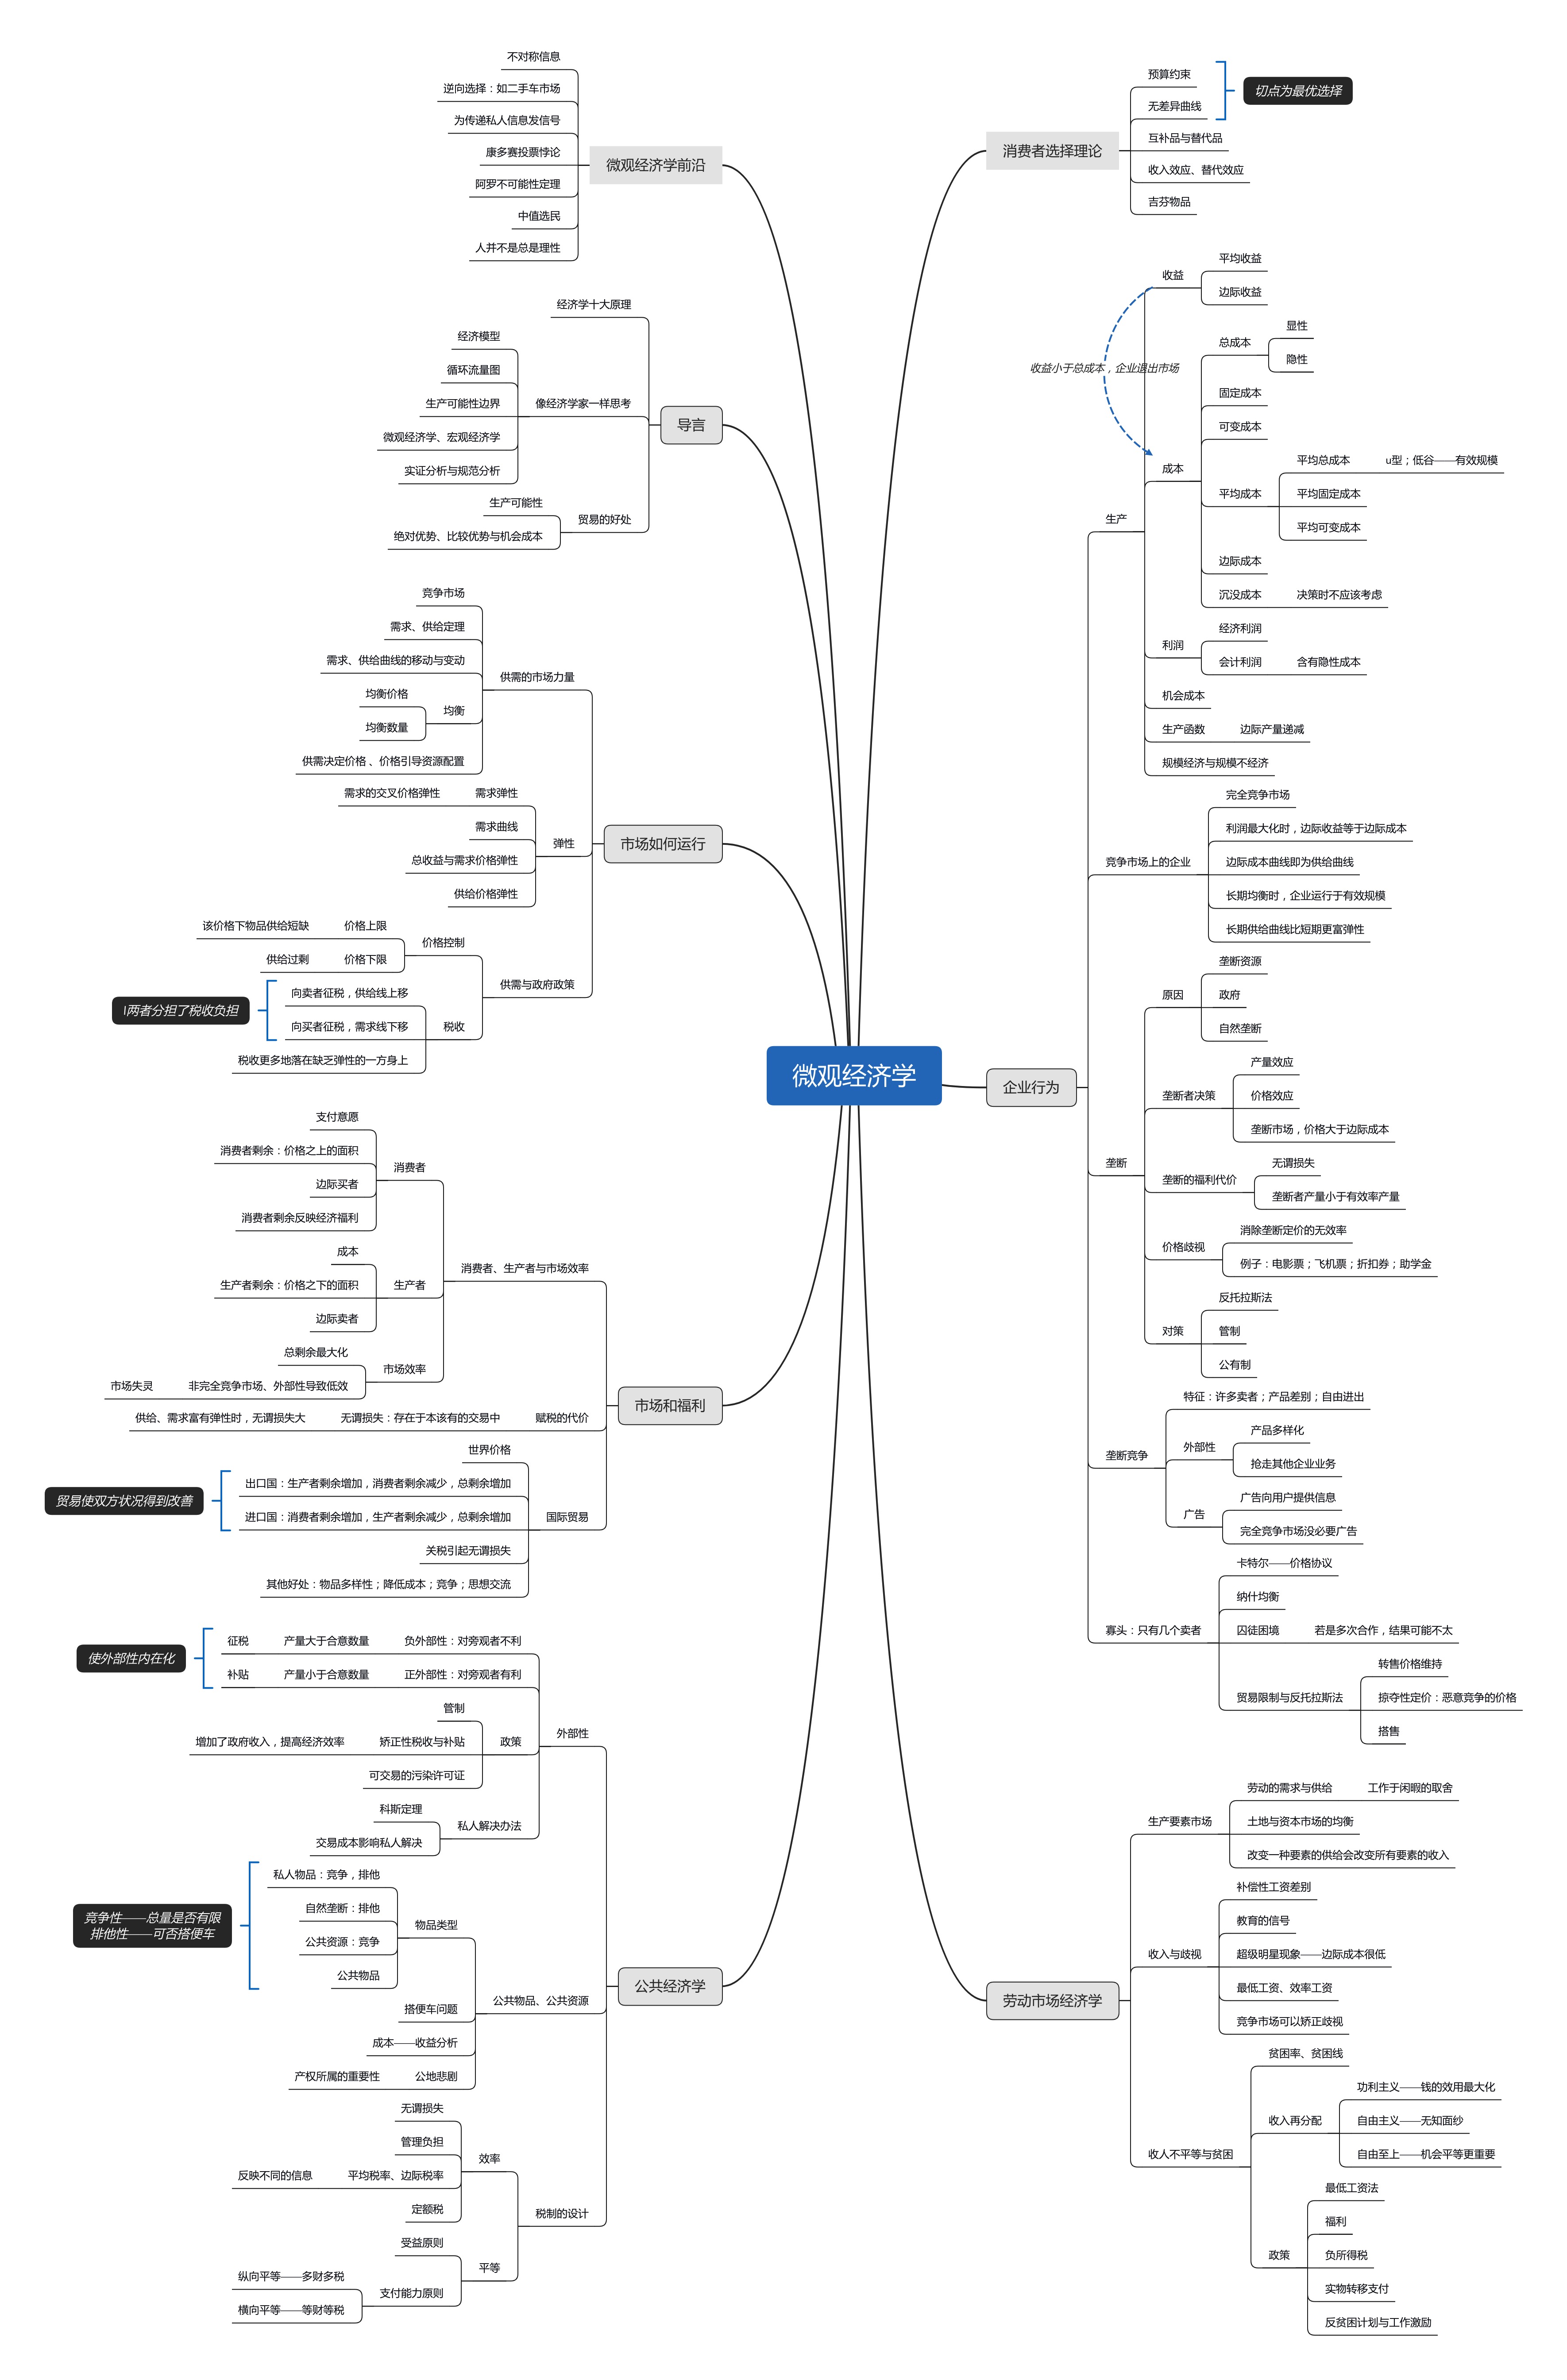 微观经济学
微观经济学前沿
不对称信息
逆向选择：如二手车市场
为传递私人信息发信号
康多赛投票悖论
阿罗不可能性定理
中值选民
人并不是总是理性
导言
经济学十大原理
像经济学家一样思考
经济模型
循环流量图
生产可能性边界
微观经济学、宏观经济学
实证分析与规范分析
贸易的好处
生产可能性
绝对优势、比较优势与机会成本
市场如何运行
供需的市场力量
竞争市场
需求、供给定理
需求、供给曲线的移动与变动
均衡
均衡价格
均衡数量
供需决定价格 、价格引导资源配置
弹性
需求弹性
需求的交叉价格弹性
需求曲线
总收益与需求价格弹性
供给价格弹性
供需与政府政策
价格控制
价格上限
该价格下物品供给短缺
价格下限
供给过剩
税收
向卖者征税，供给线上移
向买者征税，需求线下移
l两者分担了税收负担
税收更多地落在缺乏弹性的一方身上
市场和福利
消费者、生产者与市场效率
消费者
支付意愿
消费者剩余：价格之上的面积
边际买者
消费者剩余反映经济福利
生产者
成本
生产者剩余：价格之下的面积
边际卖者
市场效率
总剩余最大化
非完全竞争市场、外部性导致低效
市场失灵
赋税的代价
无谓损失：存在于本该有的交易中
供给、需求富有弹性时，无谓损失大
国际贸易
世界价格
出口国：生产者剩余增加，消费者剩余减少，总剩余增加
进口国：消费者剩余增加，生产者剩余减少，总剩余增加
贸易使双方状况得到改善
关税引起无谓损失
其他好处：物品多样性；降低成本；竞争；思想交流
公共经济学
外部性
负外部性：对旁观者不利
产量大于合意数量
征税
正外部性：对旁观者有利
产量小于合意数量
补贴
使外部性内在化
政策
管制
矫正性税收与补贴
增加了政府收入，提高经济效率
可交易的污染许可证
私人解决办法
科斯定理
交易成本影响私人解决
公共物品、公共资源
物品类型
私人物品：竞争，排他
自然垄断：排他
公共资源：竞争
公共物品
竞争性——总量是否有限
排他性——可否搭便车
搭便车问题
成本——收益分析
公地悲剧
产权所属的重要性
税制的设计
效率
无谓损失
管理负担
平均税率、边际税率
反映不同的信息
定额税
平等
受益原则
支付能力原则
纵向平等——多财多税
横向平等——等财等税
消费者选择理论
预算约束
无差异曲线
切点为最优选择
互补品与替代品
收入效应、替代效应
吉芬物品
企业行为
生产
收益
平均收益
边际收益
收益小于总成本，企业退出市场
成本
总成本
显性
隐性
固定成本
可变成本
平均成本
平均总成本
u型；低谷——有效规模
平均固定成本
平均可变成本
边际成本
沉没成本
决策时不应该考虑
利润
经济利润
会计利润
含有隐性成本
机会成本
生产函数
边际产量递减
规模经济与规模不经济
竞争市场上的企业
完全竞争市场
利润最大化时，边际收益等于边际成本
边际成本曲线即为供给曲线
长期均衡时，企业运行于有效规模
长期供给曲线比短期更富弹性
垄断
原因
垄断资源
政府
自然垄断
垄断者决策
产量效应
价格效应
垄断市场，价格大于边际成本
垄断的福利代价
无谓损失
垄断者产量小于有效率产量
价格歧视
消除垄断定价的无效率
例子：电影票；飞机票；折扣券；助学金
对策
反托拉斯法
管制
公有制
垄断竞争
特征：许多卖者；产品差别；自由进出
外部性
产品多样化
抢走其他企业业务
广告
广告向用户提供信息
完全竞争市场没必要广告
寡头：只有几个卖者
卡特尔——价格协议
纳什均衡
囚徒困境
若是多次合作，结果可能不太
贸易限制与反托拉斯法
转售价格维持
掠夺性定价：恶意竞争的价格
搭售
劳动市场经济学
生产要素市场
劳动的需求与供给
工作于闲暇的取舍
土地与资本市场的均衡
改变一种要素的供给会改变所有要素的收入
收入与歧视
补偿性工资差别
教育的信号
超级明星现象——边际成本很低
最低工资、效率工资
竞争市场可以矫正歧视
收人不平等与贫困
贫困率、贫困线
收入再分配
功利主义——钱的效用最大化
自由主义——无知面纱
自由至上——机会平等更重要
政策
最低工资法
福利
负所得税
实物转移支付
反贫困计划与工作激励